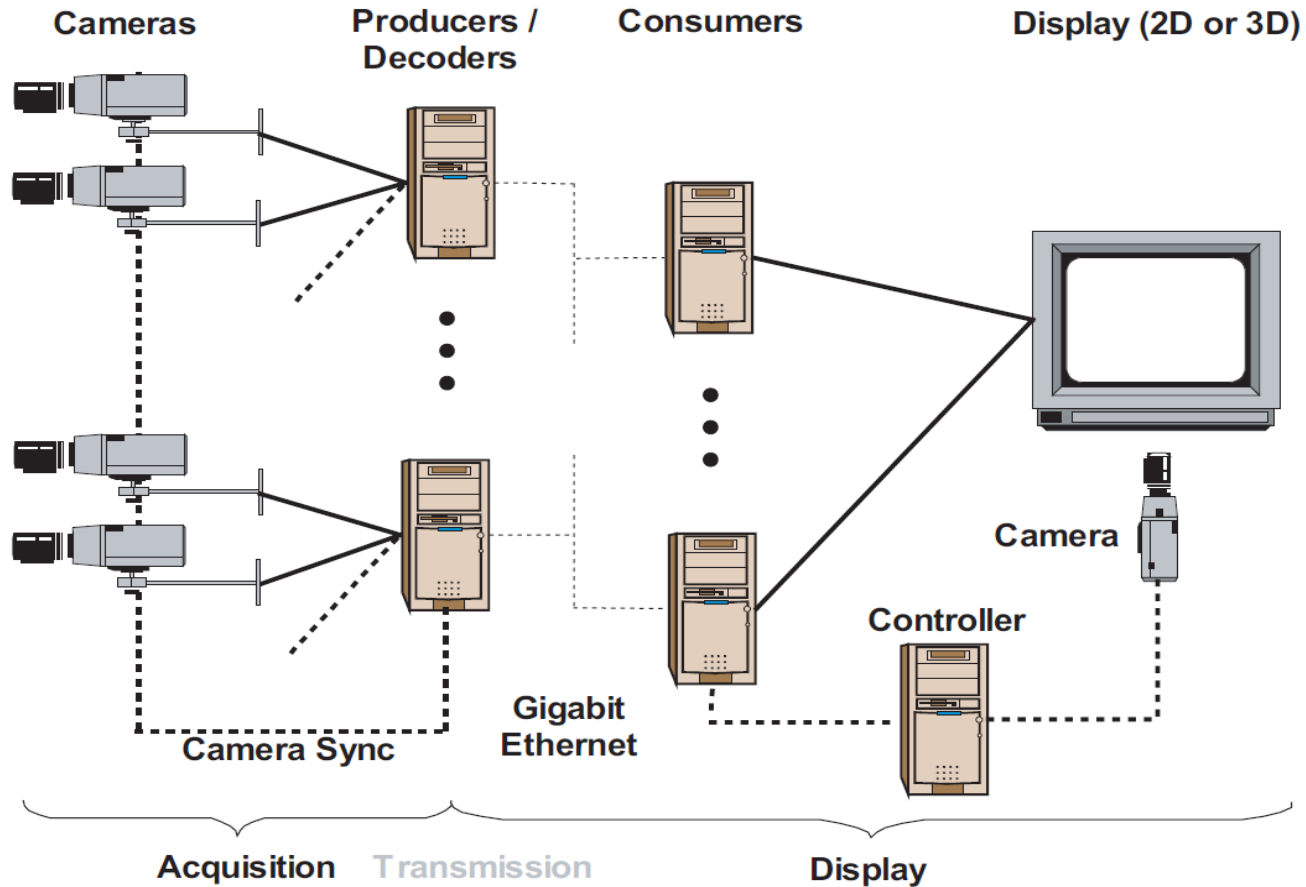 Cameras
Producers /
Decoders
Consumers
Display (2D or 3D)
Camera
Controller
Gigabit
Ethernet
Camera Sync
Acquisition
Transmission
Display